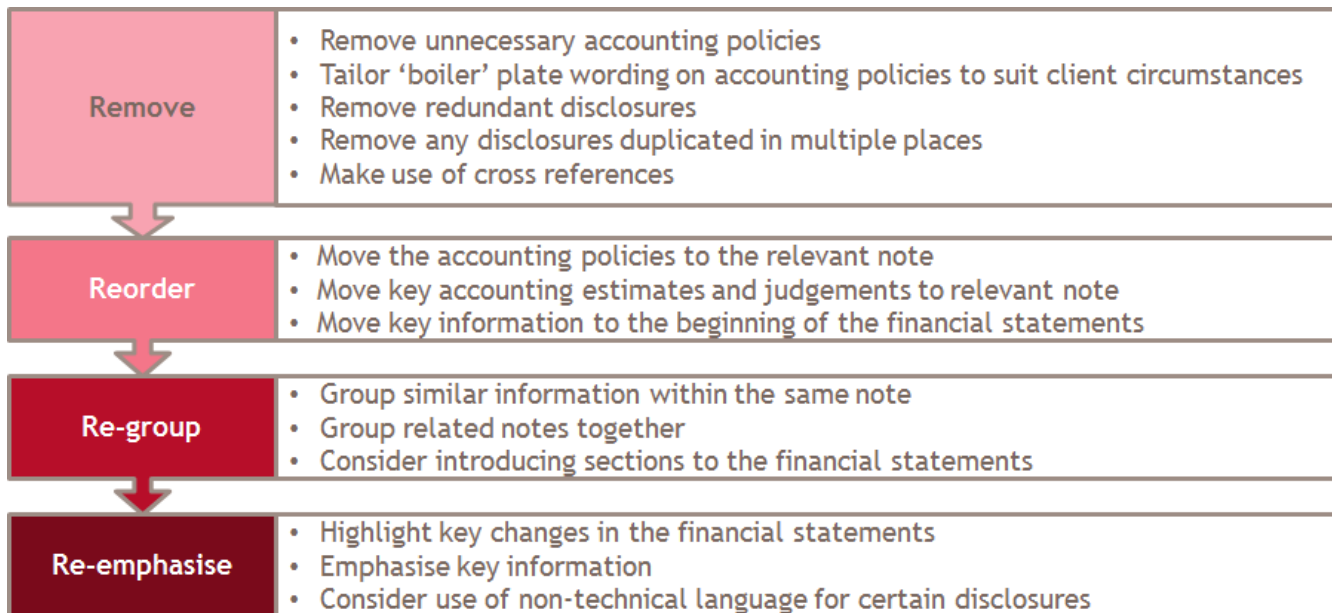 Remove
• Remove unnecessary accounting policies
• Tailor ‘boiler’ plate wording on accounting policies to suit client circumstances
• Remove redundant disclosures
• Remove any disclosures duplicated in multiple places
• Make use of cross references
Reorder
• Move the accounting policies to the relevant note
• Move key accounting estimates and judgements to relevant note
• Move key information to the beginning of the financial statements
Re-group
• Group similar information within the same note
• Group related notes together
• Consider introducing sections to the financial statements
Re-emphasise
• Highlight key changes in the financial statements
• Emphasise key information
• Consider use of non-technical language for certain disclosures